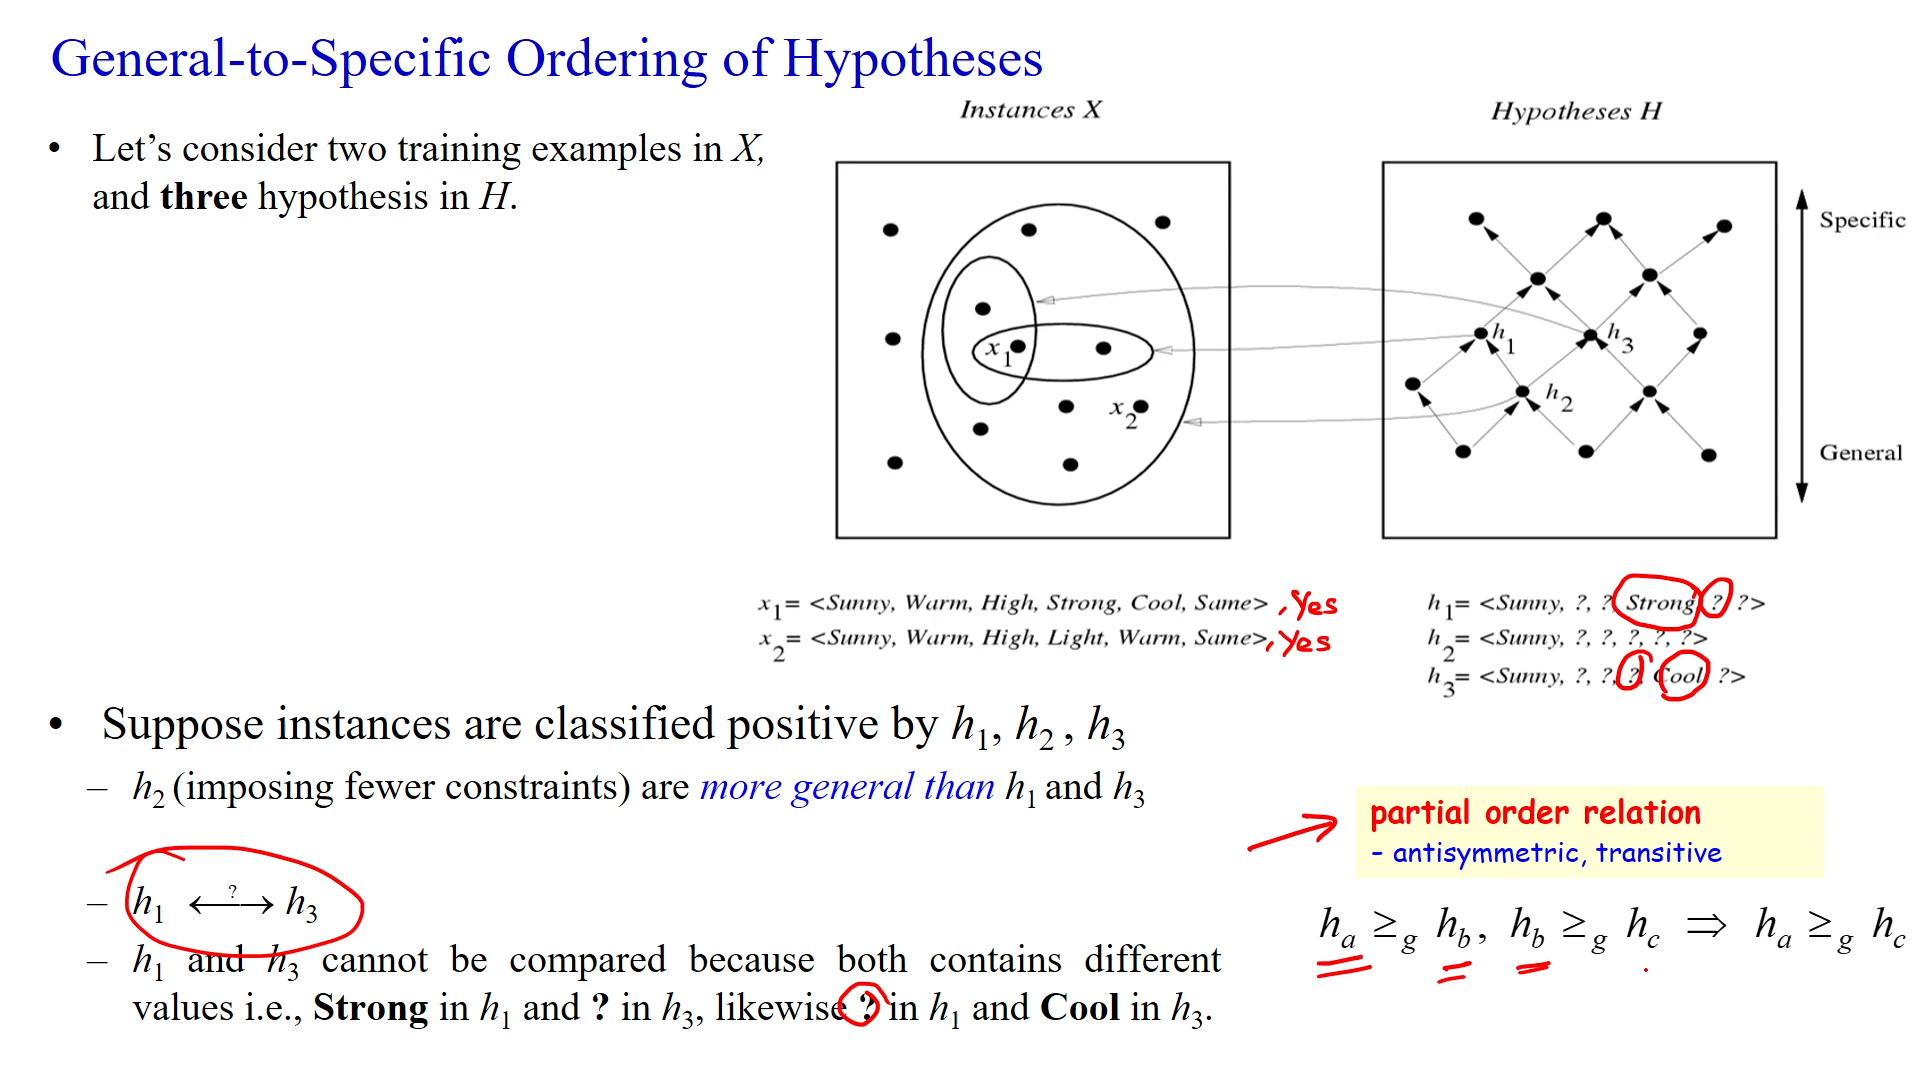 General-to-Specific Ordering of Hypotheses
• Let’s consider two training examples in X,
and three hypothesis in H.
Instances X
Hypotheses H
Specific
General
x1
x2
h1
h3
h2
x1= <Sunny, Warm, High, Strong, Cool, Same> , Yes
x2= <Sunny, Warm, High, Light, Warm, Same>, Yes
h1= <Sunny, ?, ?, Strong, ?, ?>
h2= <Sunny, ?, ?, ?, ?, ?>
h3= <Sunny, ?, ?, ?, Cool, ?>
• Suppose instances are classified positive by h1, h2 , h3
– h2 (imposing fewer constraints) are more general than h1 and h3
– h1 ⟷? h3
– h1 and h3 cannot be compared because both contains different
values i.e., Strong in h1 and ? in h3, likewise ? in h1 and Cool in h3.
partial order relation
- antisymmetric, transitive
ha ≥g hb, hb ≥g hc ⇒ ha ≥g hc